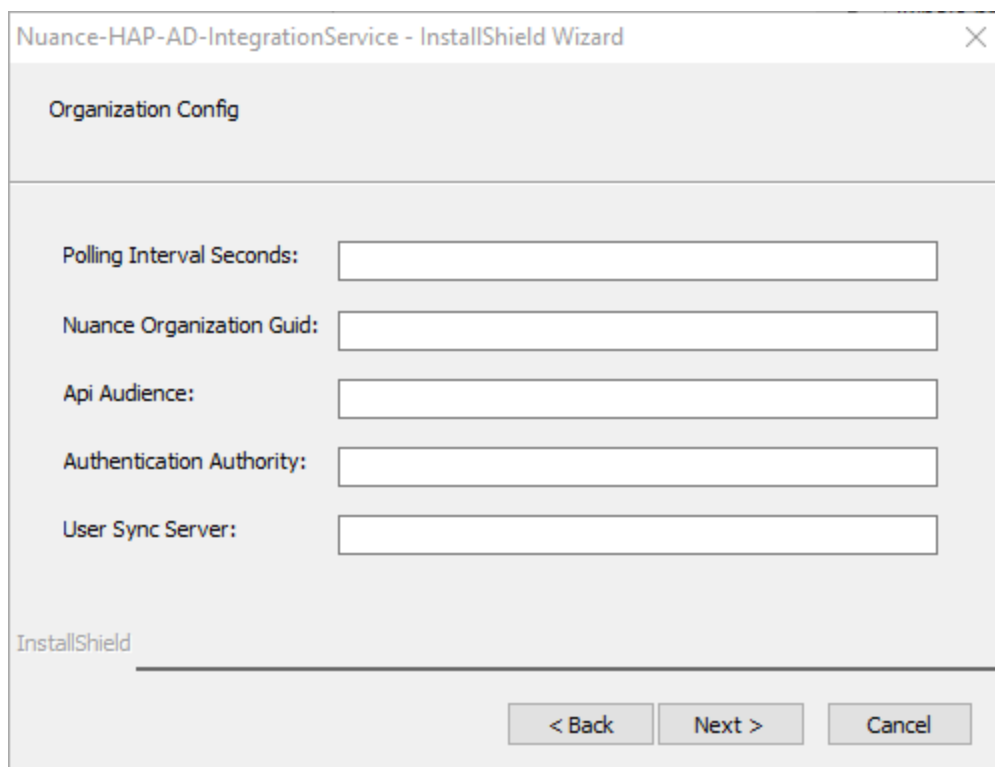 Nuance-HAP-AD-IntegrationService - InstallShield Wizard
Organization Config
Polling Interval Seconds:
Nuance Organization Guid:
Api Audience:
Authentication Authority:
User Sync Server:
InstallShield
< Back Next > Cancel